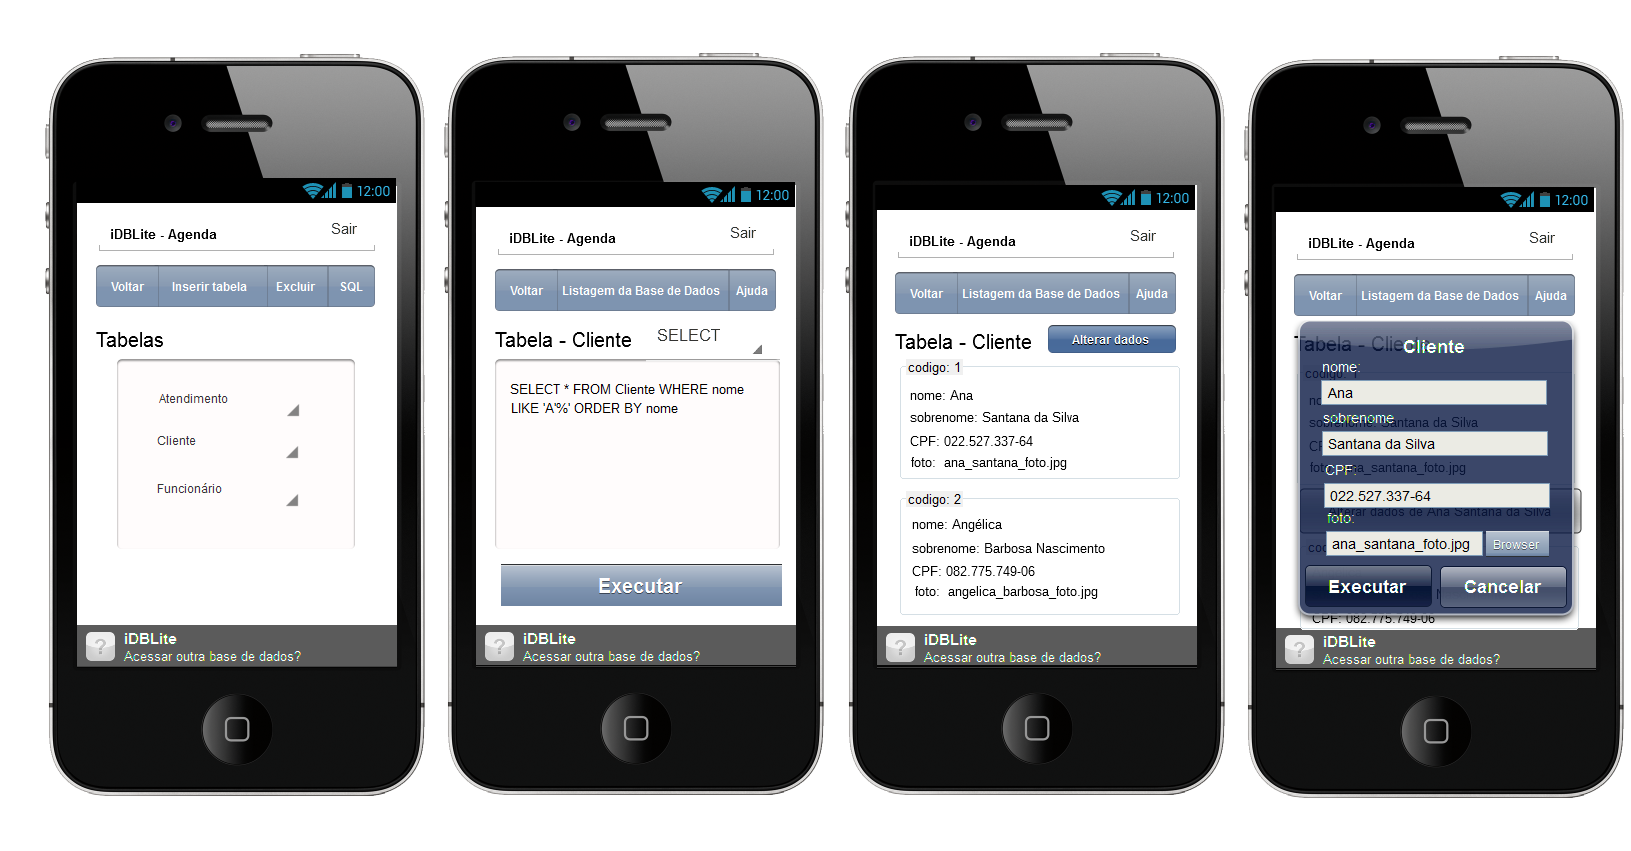 12:00
iDBLite - Agenda
Sair
Voltar Inserir tabela Excluir SQL
Tabelas
Atendimento
Cliente
Funcionário
? iDBLite
Acessar outra base de dados?
12:00
iDBLite - Agenda
Sair
Voltar Listagem da Base de Dados Ajuda
Tabela - Cliente SELECT
SELECT * FROM Cliente WHERE nome
LIKE 'A'%' ORDER BY nome
Executar
? iDBLite
Acessar outra base de dados?
12:00
iDBLite - Agenda
Sair
Voltar Listagem da Base de Dados Ajuda
Tabela - Cliente Alterar dados
codigo: 1
nome: Ana
sobrenome: Santana da Silva
CPF: 022.527.337-64
foto: ana_santana_foto.jpg
codigo: 2
nome: Angélica
sobrenome: Barbosa Nascimento
CPF: 082.775.749-06
foto: angelica_barbosa_foto.jpg
? iDBLite
Acessar outra base de dados?
12:00
iDBLite - Agenda
Sair
Voltar Listagem da Base de Dados Ajuda
Cliente
nome:
Ana
sobrenome
Santana da Silva
CPF:
022.527.337-64
Alterar dados de Ana Santana da Silva
foto:
ana_santana_foto.jpg Browser
Executar Cancelar
CPF: 082.775.749-06
? iDBLite
Acessar outra base de dados?